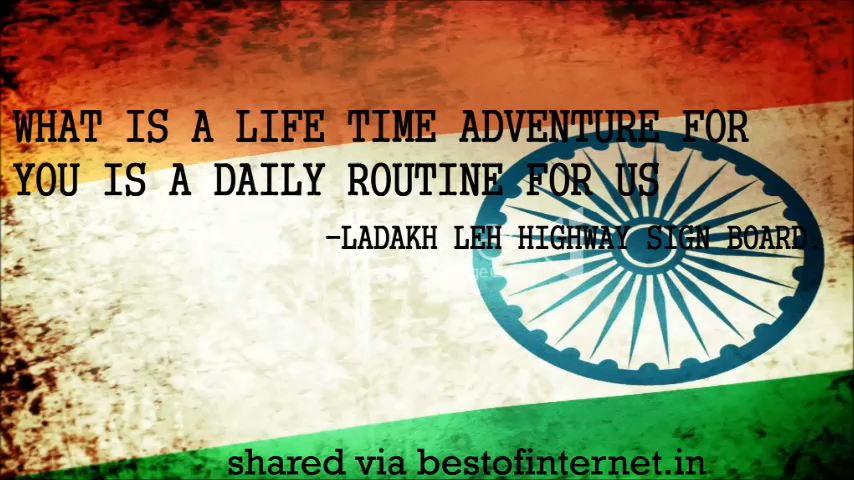 WHAT IS A LIFE TIME ADVENTURE FOR
YOU IS A DAILY ROUTINE FOR US
-LADAKH LEH HIGHWAY SIGN BOARD.
shared via bestofinternet.in